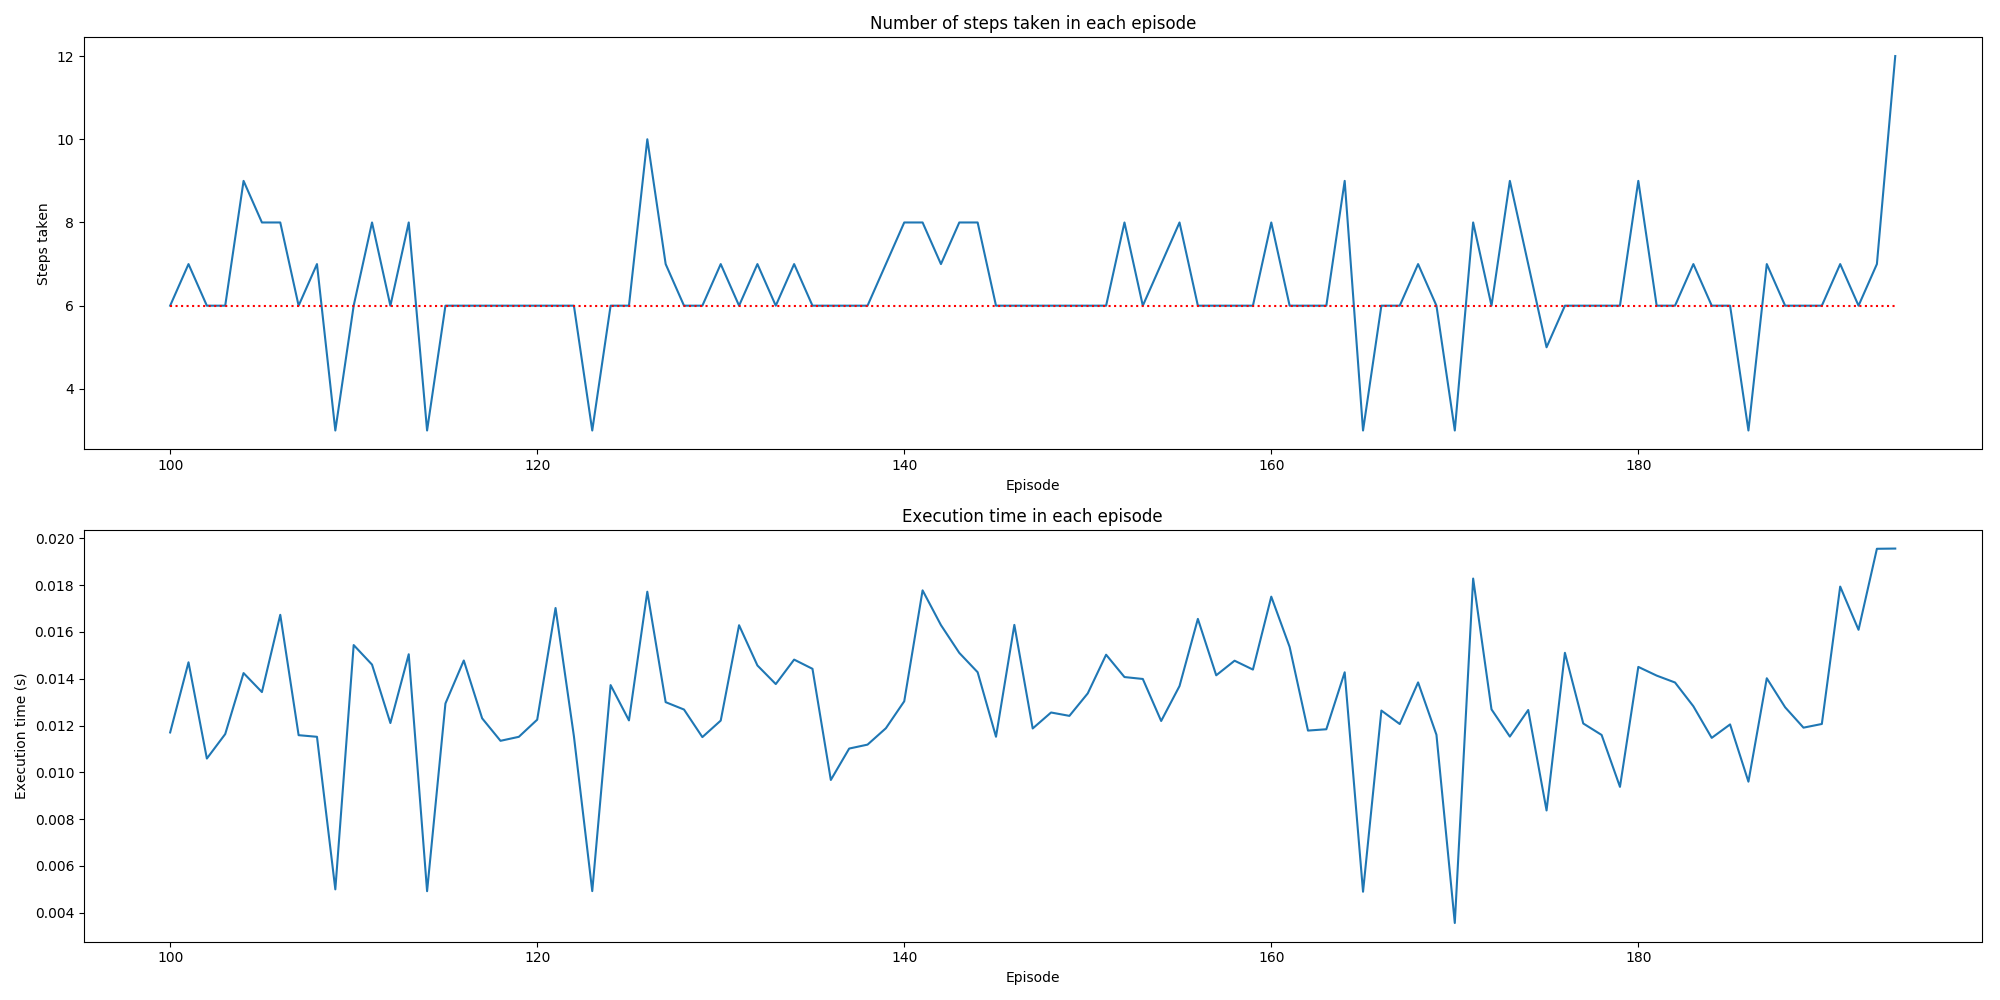 Number of steps taken in each episode
12
10
8
6
4
Steps taken
100 120 140 160 180
Episode
Execution time in each episode
0.020
0.018
0.016
0.014
0.012
0.010
0.008
0.006
0.004
Execution time (s)
100 120 140 160 180
Episode